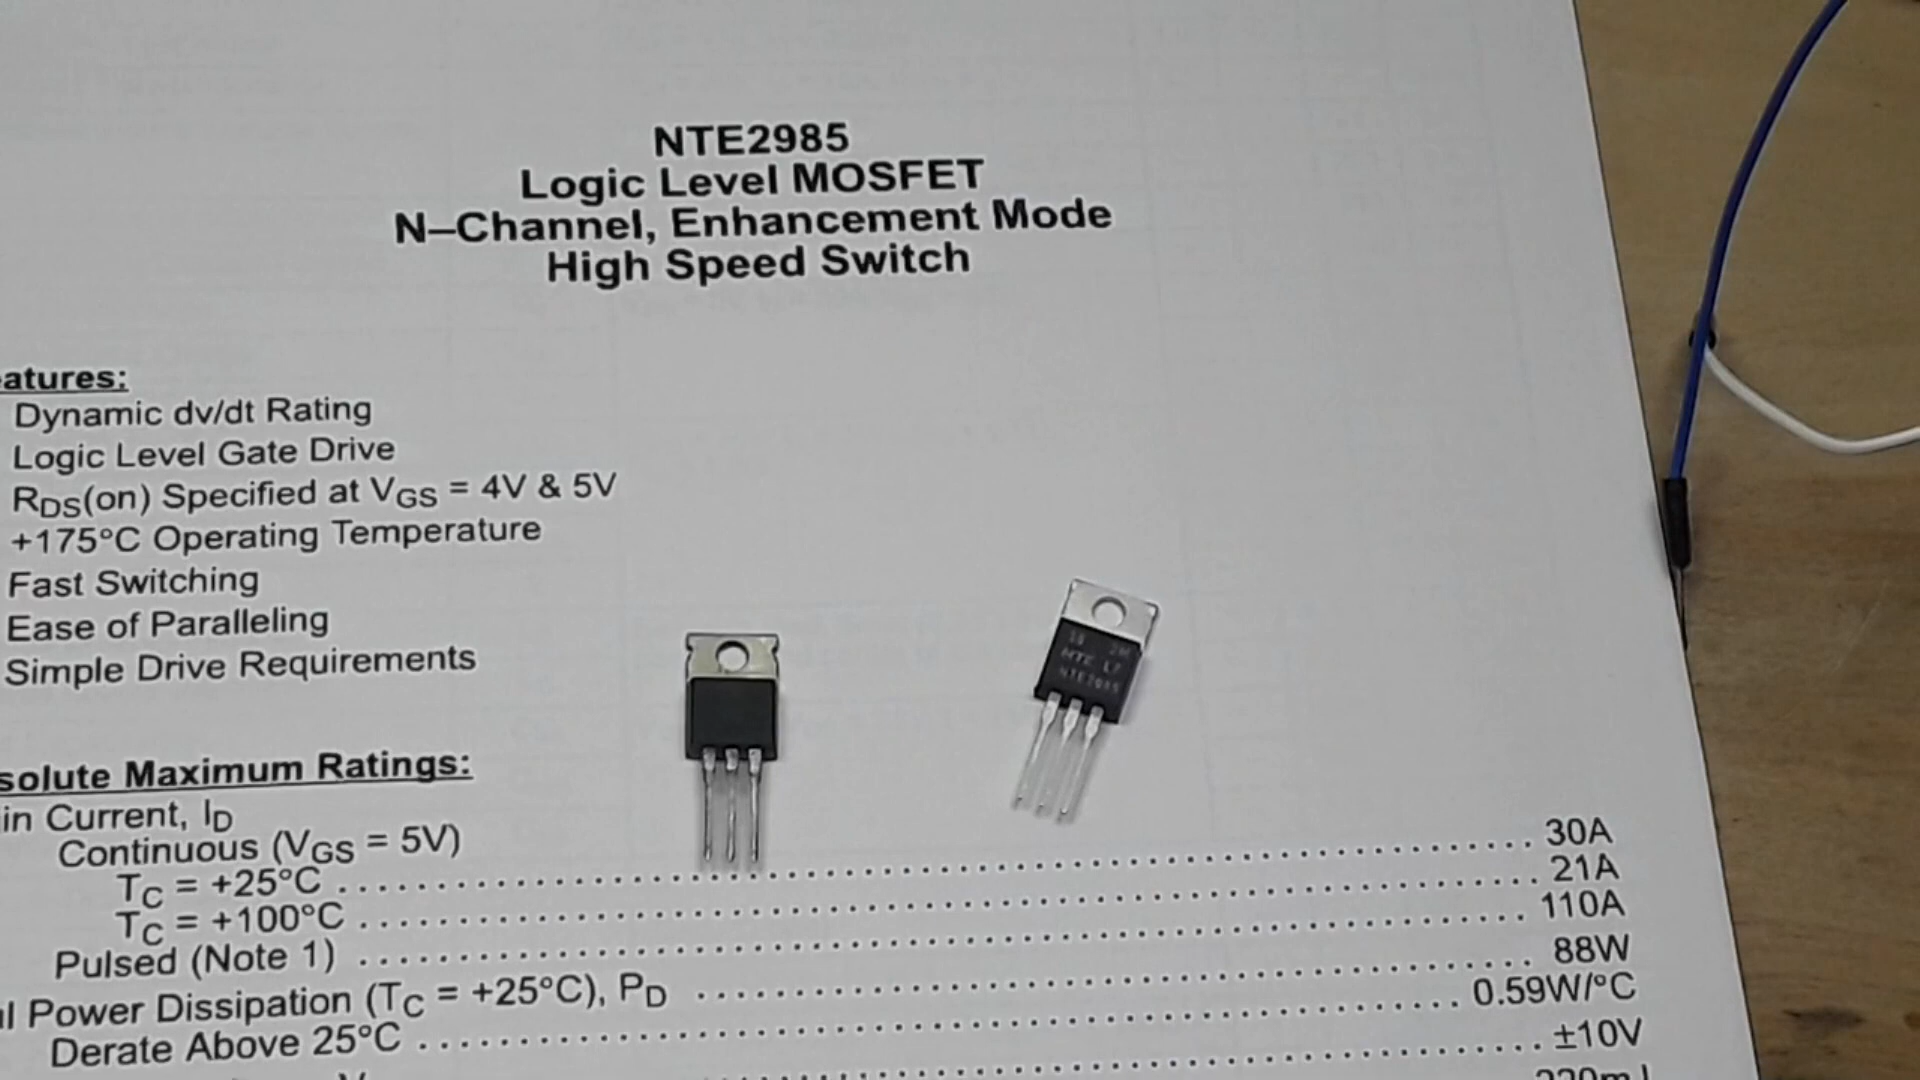 NTE2985
Logic Level MOSFET
N–Channel, Enhancement Mode
High Speed Switch
eatures:
Dynamic dv/dt Rating
Logic Level Gate Drive
RDS(on) Specified at VGS = 4V & 5V
+175°C Operating Temperature
Fast Switching
Ease of Paralleling
Simple Drive Requirements
NTE
NTE2985
solute Maximum Ratings:
in Current, ID
Continuous (VGS = 5V)
TC = +25°C ........ 30A
TC = +100°C ........ 21A
Pulsed (Note 1) ........ 110A
l Power Dissipation (TC = +25°C), PD ........ 88W
Derate Above 25°C ........ 0.59W/°C
±10V